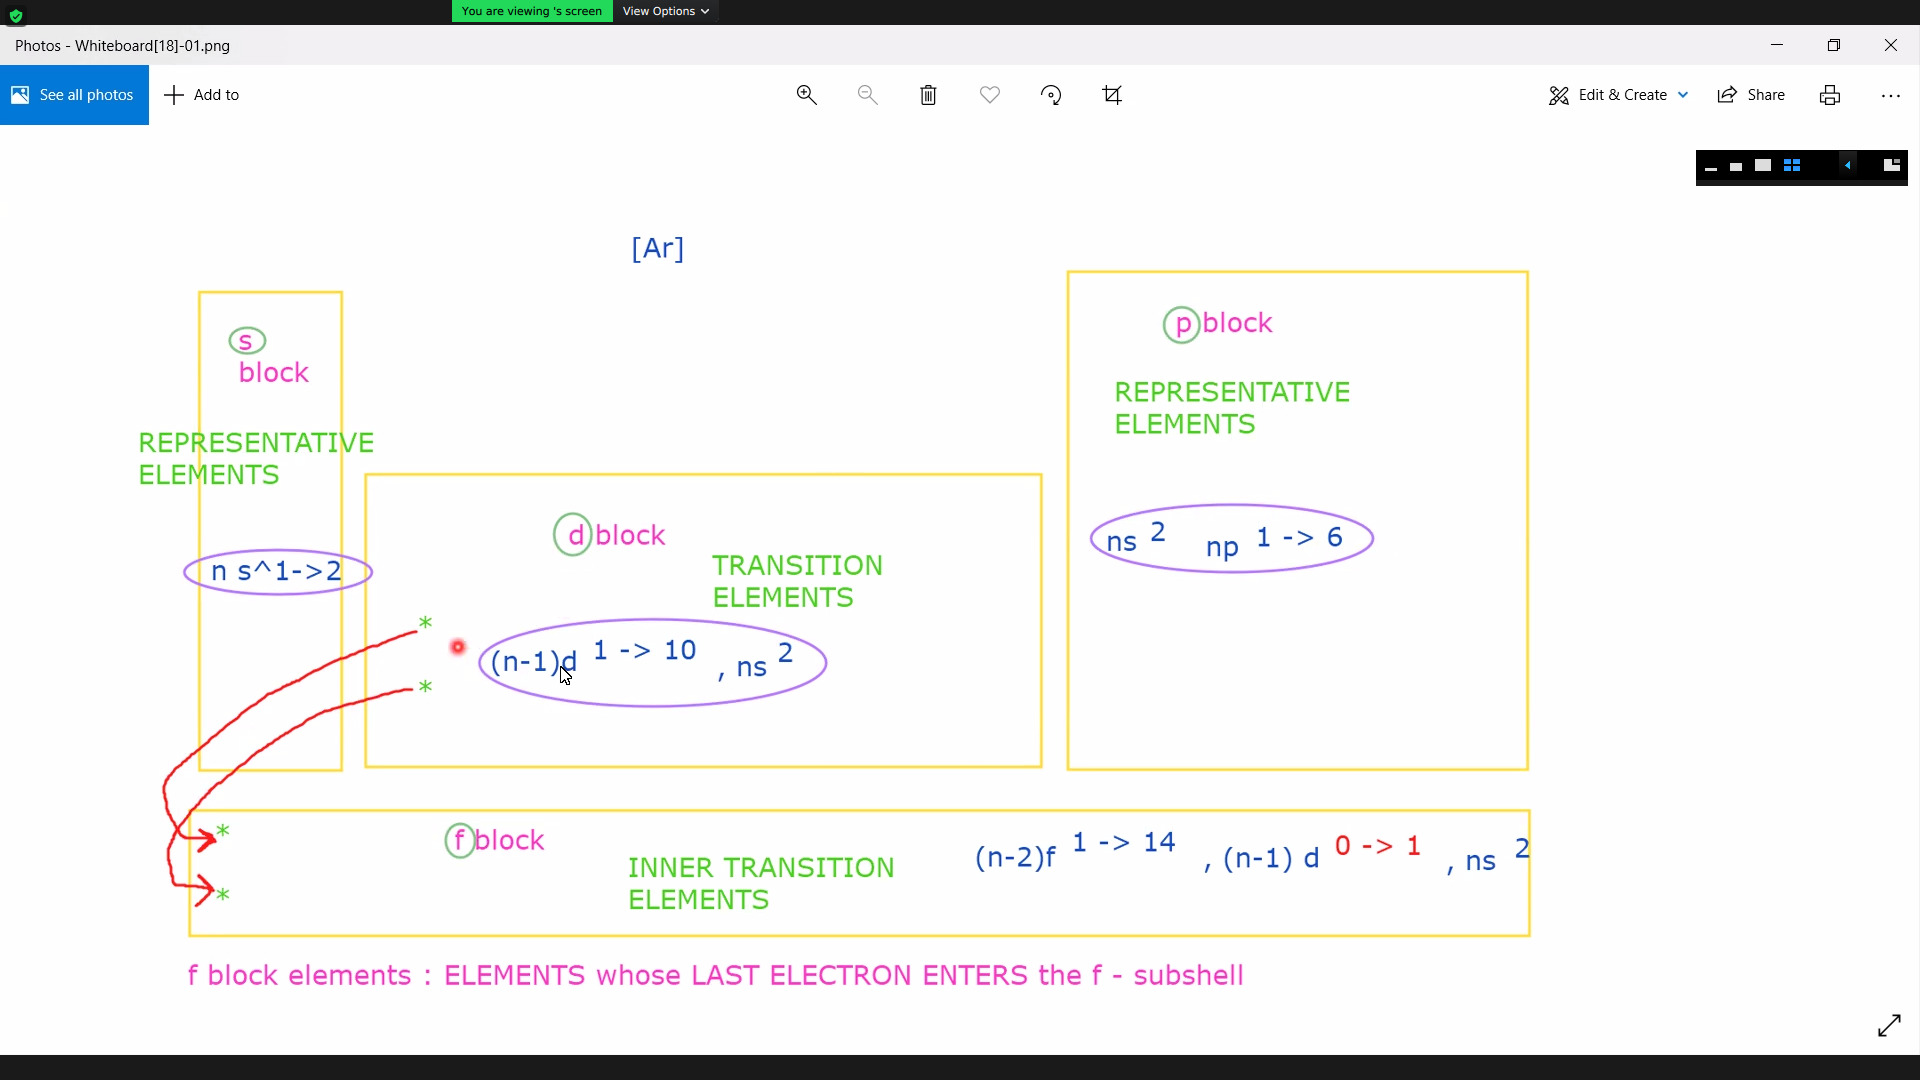 You are viewing 's screen
View Options
Photos - Whiteboard[18]-01.png
See all photos
Add to
Edit & Create
Share
[Ar]
s
block
REPRESENTATIVE
ELEMENTS
n s^1->2
p block
REPRESENTATIVE
ELEMENTS
ns 2 np 1 -> 6
d block
TRANSITION
ELEMENTS
*
(n-1)d 1 -> 10 , ns 2
*
* f block
INNER TRANSITION
ELEMENTS
(n-2)f 1 -> 14 , (n-1) d 0 -> 1 , ns 2
*
f block elements : ELEMENTS whose LAST ELECTRON ENTERS the f - subshell